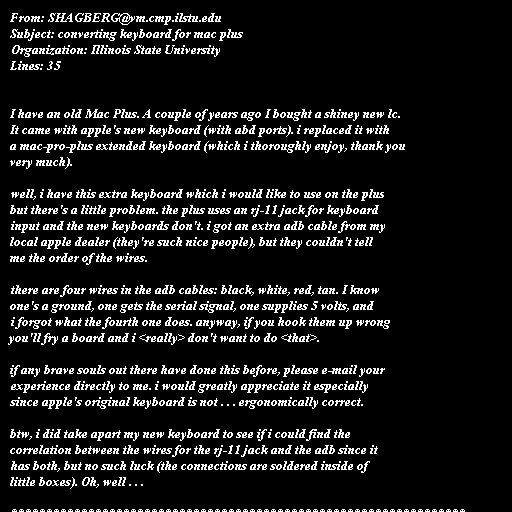 From: SHAGBERG@vm.cmp.ilstu.edu
Subject: converting keyboard for mac plus
Organization: Illinois State University
Lines: 35
I have an old Mac Plus. A couple of years ago I bought a shiney new lc.
It came with apple's new keyboard (with abd ports). i replaced it with
a mac-pro-plus extended keyboard (which i thoroughly enjoy, thank you
very much).
well, i have this extra keyboard which i would like to use on the plus
but there's a little problem. the plus uses an rj-11 jack for keyboard
input and the new keyboards don't. i got an extra adb cable from my
local apple dealer (they're such nice people), but they couldn't tell
me the order of the wires.
there are four wires in the adb cables: black, white, red, tan. I know
one's a ground, one gets the serial signal, one supplies 5 volts, and
i forgot what the fourth one does. anyway, if you hook them up wrong
you'll fry a board and i <really> don't want to do <that>.
if any brave souls out there have done this before, please e-mail your
experience directly to me. i would greatly appreciate it especially
since apple's original keyboard is not . . . ergonomically correct.
btw, i did take apart my new keyboard to see if i could find the
correlation between the wires for the rj-11 jack and the adb since it
has both, but no such luck (the connections are soldered inside of
little boxes). Oh, well . . .